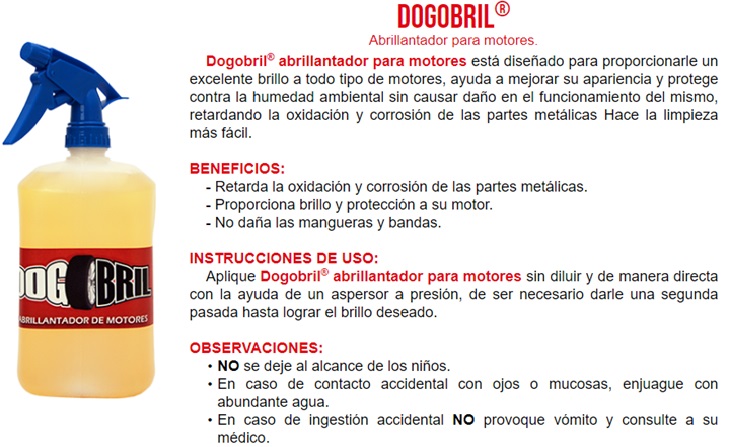 DOGOBRIL®
Abrillantador para motores.
Dogobril® abrillantador para motores está diseñado para proporcionarle un
excelente brillo a todo tipo de motores, ayuda a mejorar su apariencia y protege
contra la humedad ambiental sin causar daño en el funcionamiento del mismo,
retardando la oxidación y corrosión de las partes metálicas Hace la limpieza
más fácil.
BENEFICIOS:
- Retarda la oxidación y corrosión de las partes metálicas.
- Proporciona brillo y protección a su motor.
- No daña las mangueras y bandas.
INSTRUCCIONES DE USO:
Aplique Dogobril® abrillantador para motores sin diluir y de manera directa
con la ayuda de un aspersor a presión, de ser necesario darle una segunda
pasada hasta lograr el brillo deseado.
OBSERVACIONES:
• NO se deje al alcance de los niños.
• En caso de contacto accidental con ojos o mucosas, enjuague con
abundante agua.
• En caso de ingestión accidental NO provoque vómito y consulte a su
médico.
DOGOBRIL
ABRILLANTADOR DE MOTORES